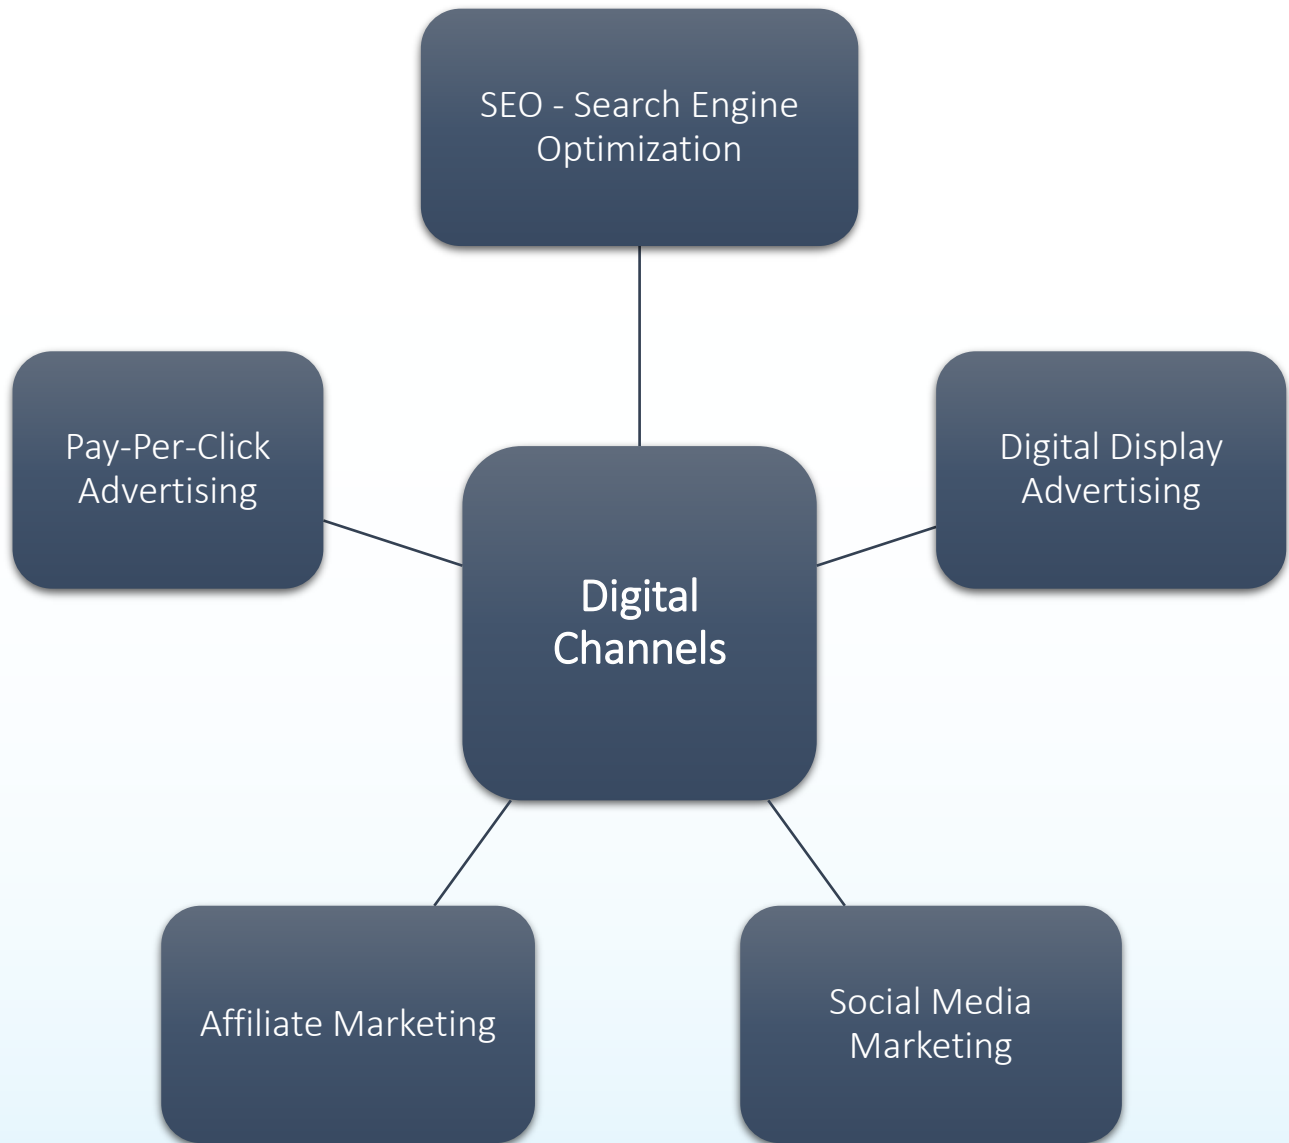 SEO - Search Engine
Optimization
Pay-Per-Click
Advertising
Digital Display
Advertising
Digital
Channels
Affiliate Marketing
Social Media
Marketing